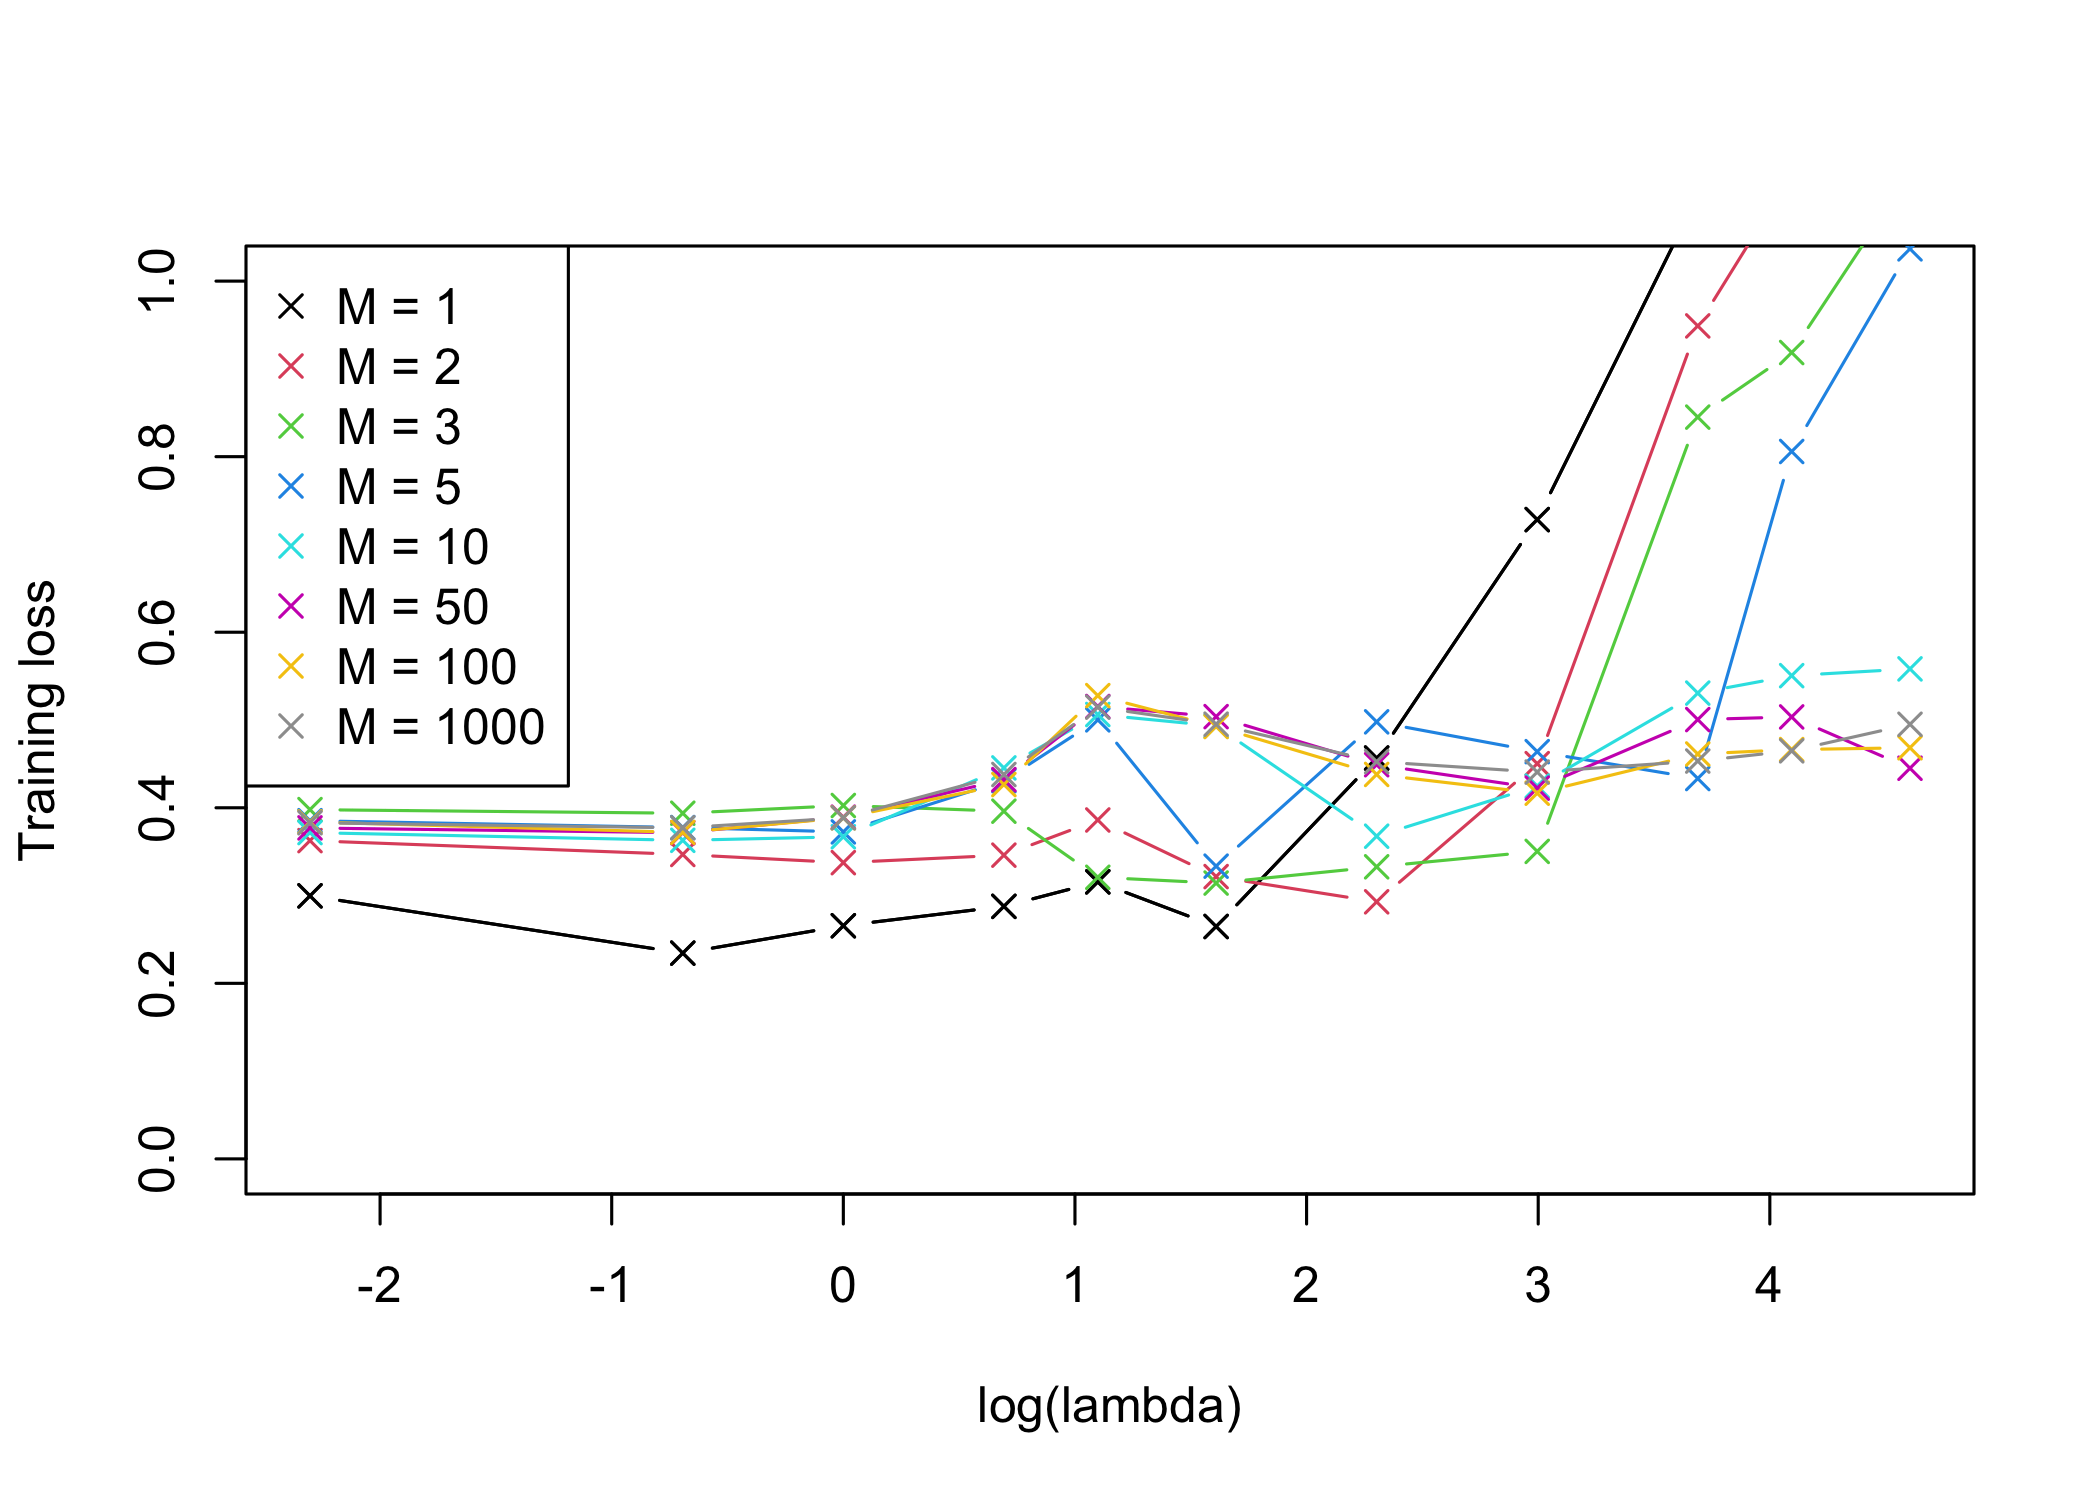 M = 1
M = 2
M = 3
M = 5
M = 10
M = 50
M = 100
M = 1000
Training loss
1.0
0.8
0.6
0.4
0.2
0.0
-2 -1 0 1 2 3 4
log(lambda)